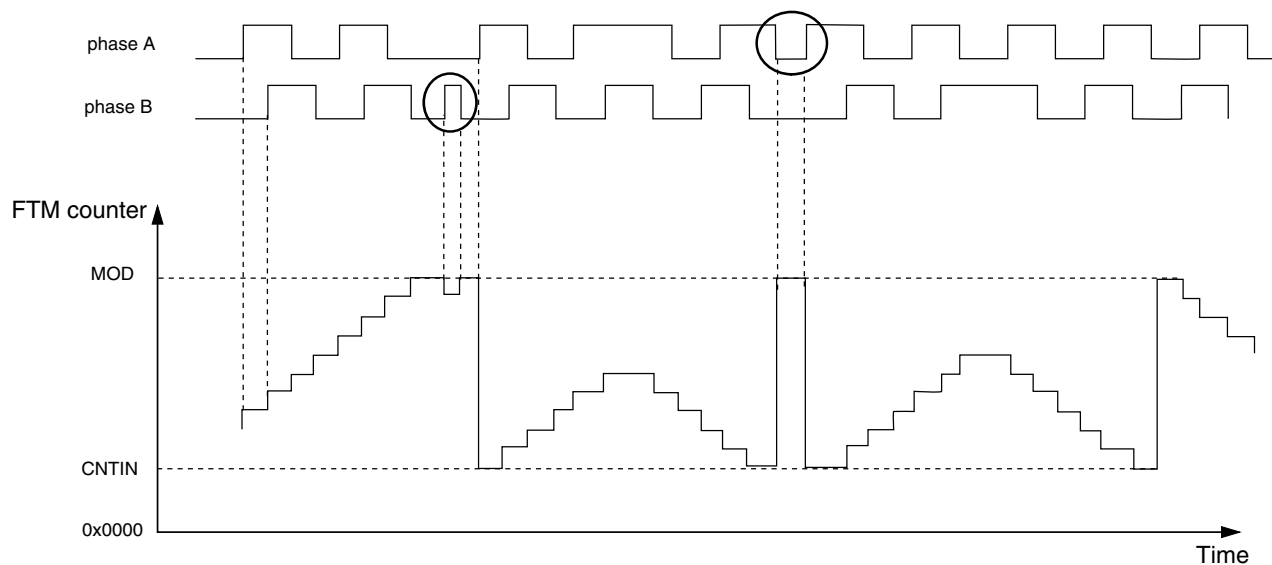 phase A
phase B
FTM counter
MOD
CNTIN
0x0000
Time